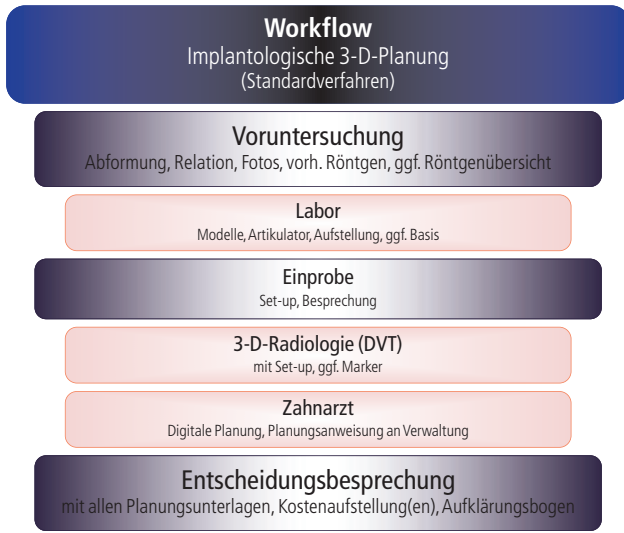 Workflow
Implantologische 3-D-Planung
(Standardverfahren)
Voruntersuchung
Abformung, Relation, Fotos, vorh. Röntgen, ggf. Röntgenübersicht
Labor
Modelle, Artikulator, Aufstellung, ggf. Basis
Einprobe
Set-up, Besprechung
3-D-Radiologie (DVT)
mit Set-up, ggf. Marker
Zahnarzt
Digitale Planung, Planungsanweisung an Verwaltung
Entscheidungsbesprechung
mit allen Planungsunterlagen, Kostenaufstellung(en), Aufklärungsbogen